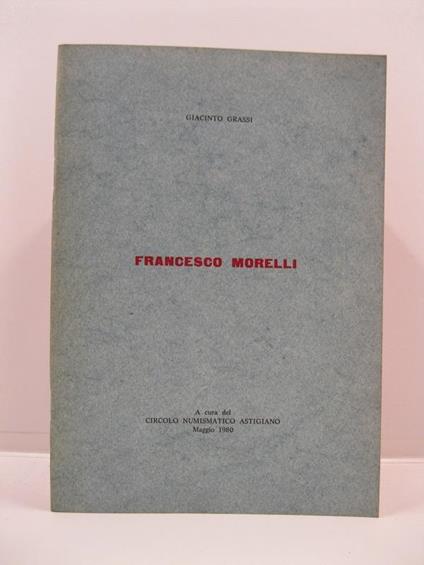 GIACINTO GRASSI
FRANCESCO MORELLI
A cura del
CIRCOLO NUMISMATICO ASTIGIANO
Maggio 1980